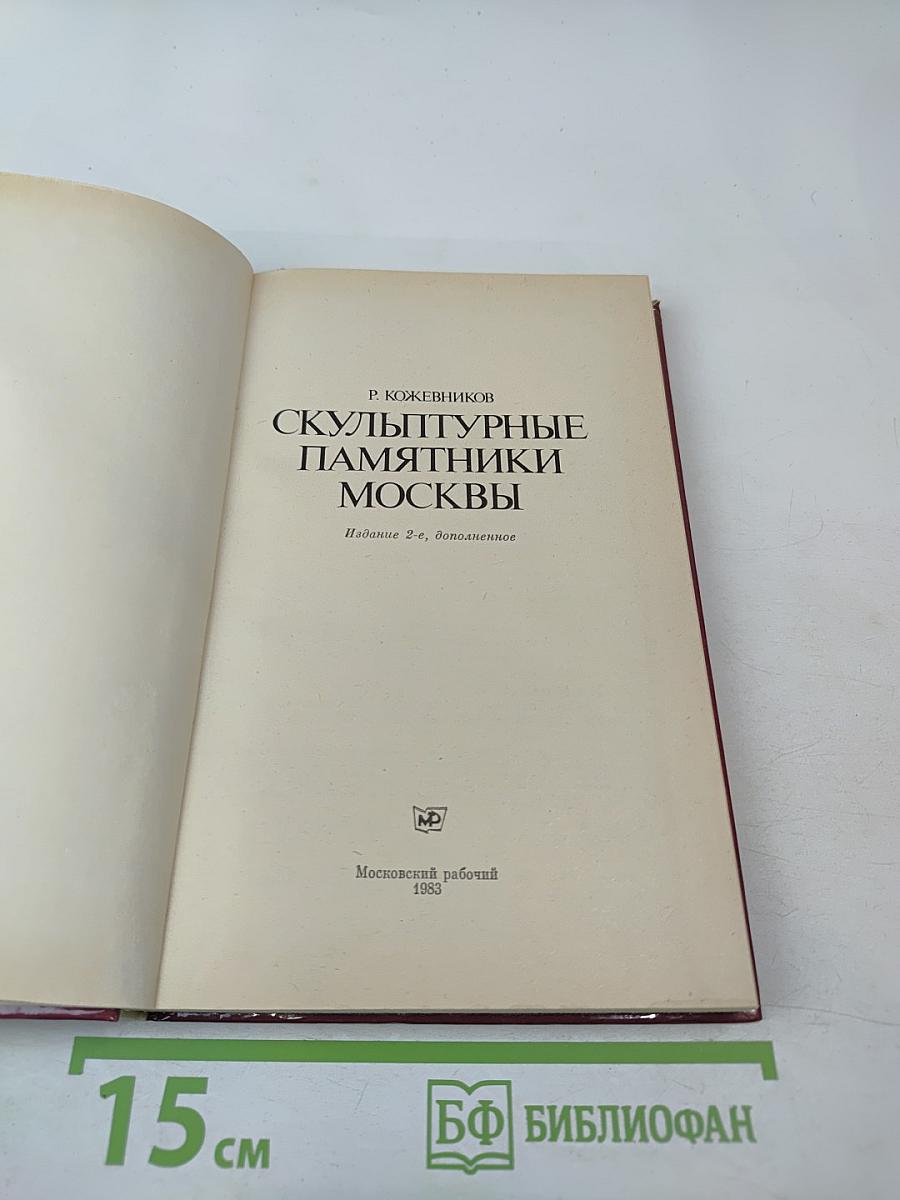 Р. КОЖЕВНИКОВ
СКУЛЬПТУРНЫЕ
ПАМЯТНИКИ
МОСКВЫ
Издание 2-е, дополненное
МР
Московский рабочий
1983
15 см
БФ БИБЛИОФАН